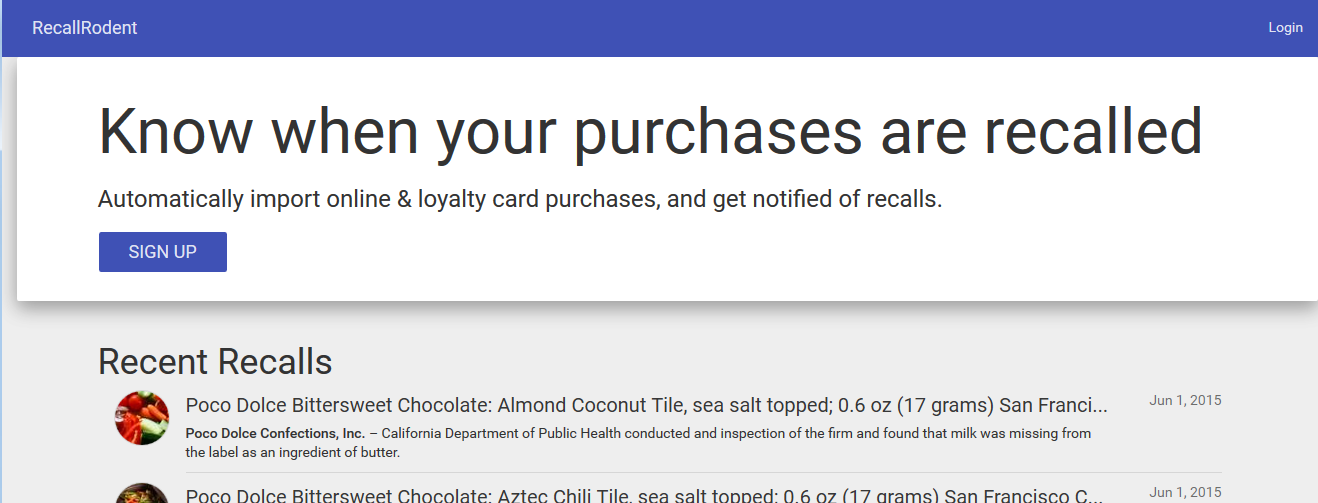 RecallRodent
Login
Know when your purchases are recalled
Automatically import online & loyalty card purchases, and get notified of recalls.
SIGN UP
Recent Recalls
Poco Dolce Bittersweet Chocolate: Almond Coconut Tile, sea salt topped; 0.6 oz (17 grams) San Franci...
Jun 1, 2015
Poco Dolce Confections, Inc. – California Department of Public Health conducted and inspection of the firm and found that milk was missing from
the label as an ingredient of butter.
Poco Dolce Bittersweet Chocolate: Aztec Chili Tile, sea salt topped; 0.6 oz (17 grams) San Francisco C...
Jun 1, 2015